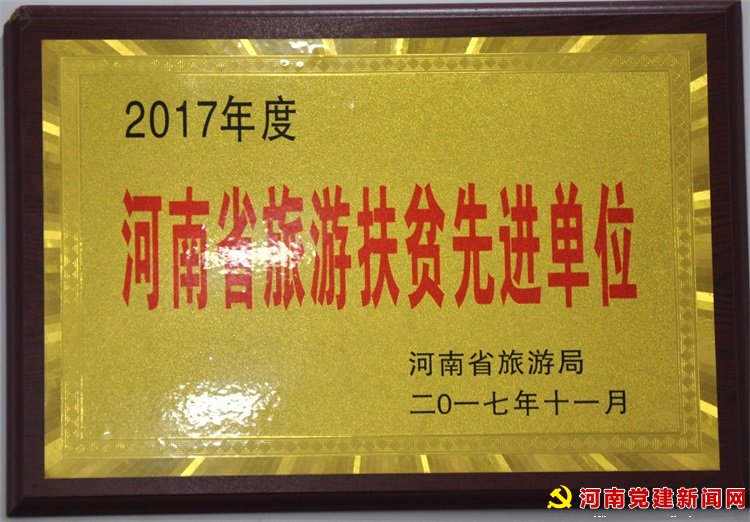 2017年度
河南省旅游扶贫先进单位
河南省旅游局
二0一七年十一月
河南党建新闻网